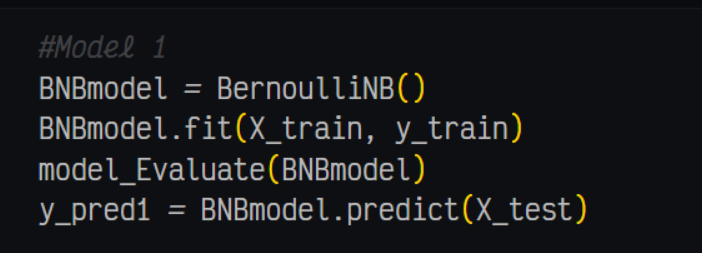 #Model 1
BNBmodel = BernoulliNB()
BNBmodel.fit(X_train, y_train)
model_Evaluate(BNBmodel)
y_pred1 = BNBmodel.predict(X_test)